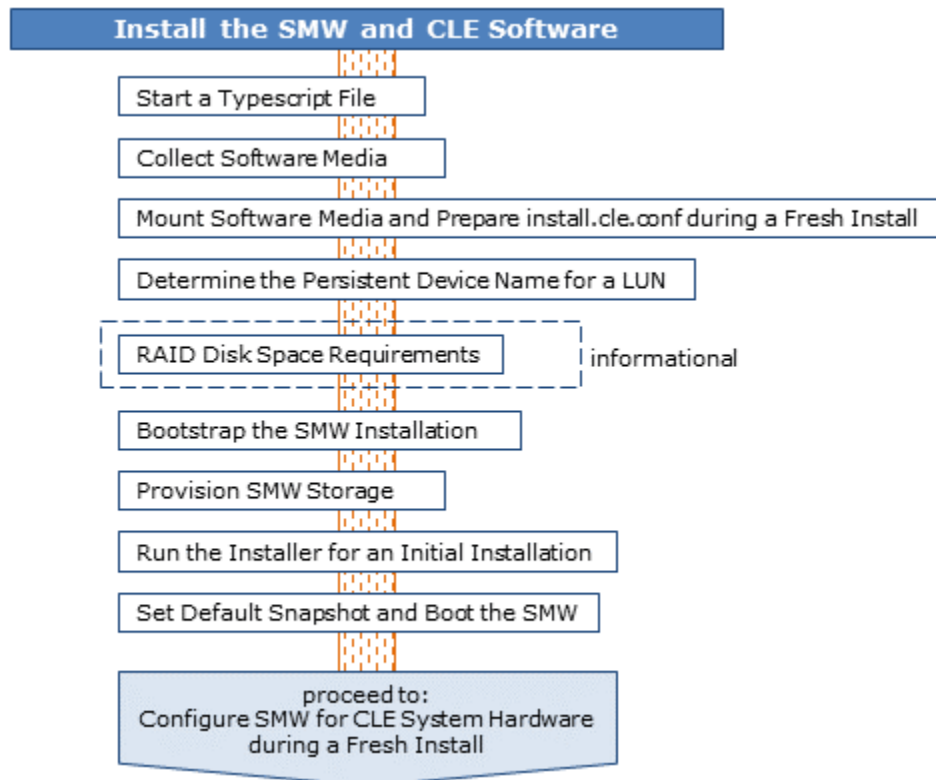 Install the SMW and CLE Software
Start a Typescript File
Collect Software Media
Mount Software Media and Prepare install.cle.conf during a Fresh Install
Determine the Persistent Device Name for a LUN
RAID Disk Space Requirements
informational
Bootstrap the SMW Installation
Provision SMW Storage
Run the Installer for an Initial Installation
Set Default Snapshot and Boot the SMW
proceed to:
Configure SMW for CLE System Hardware
during a Fresh Install